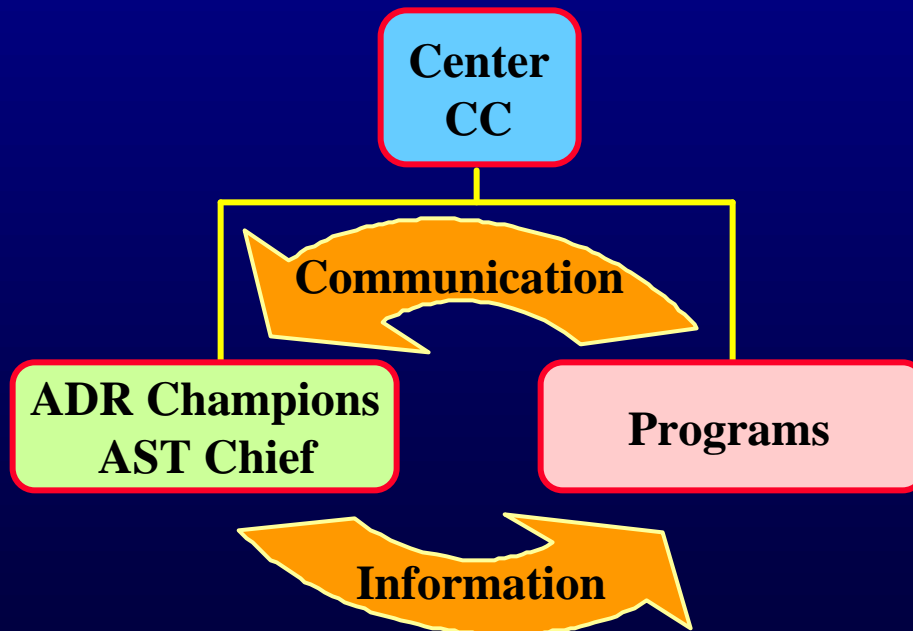 Center
CC
Communication
ADR Champions
AST Chief
Programs
Information